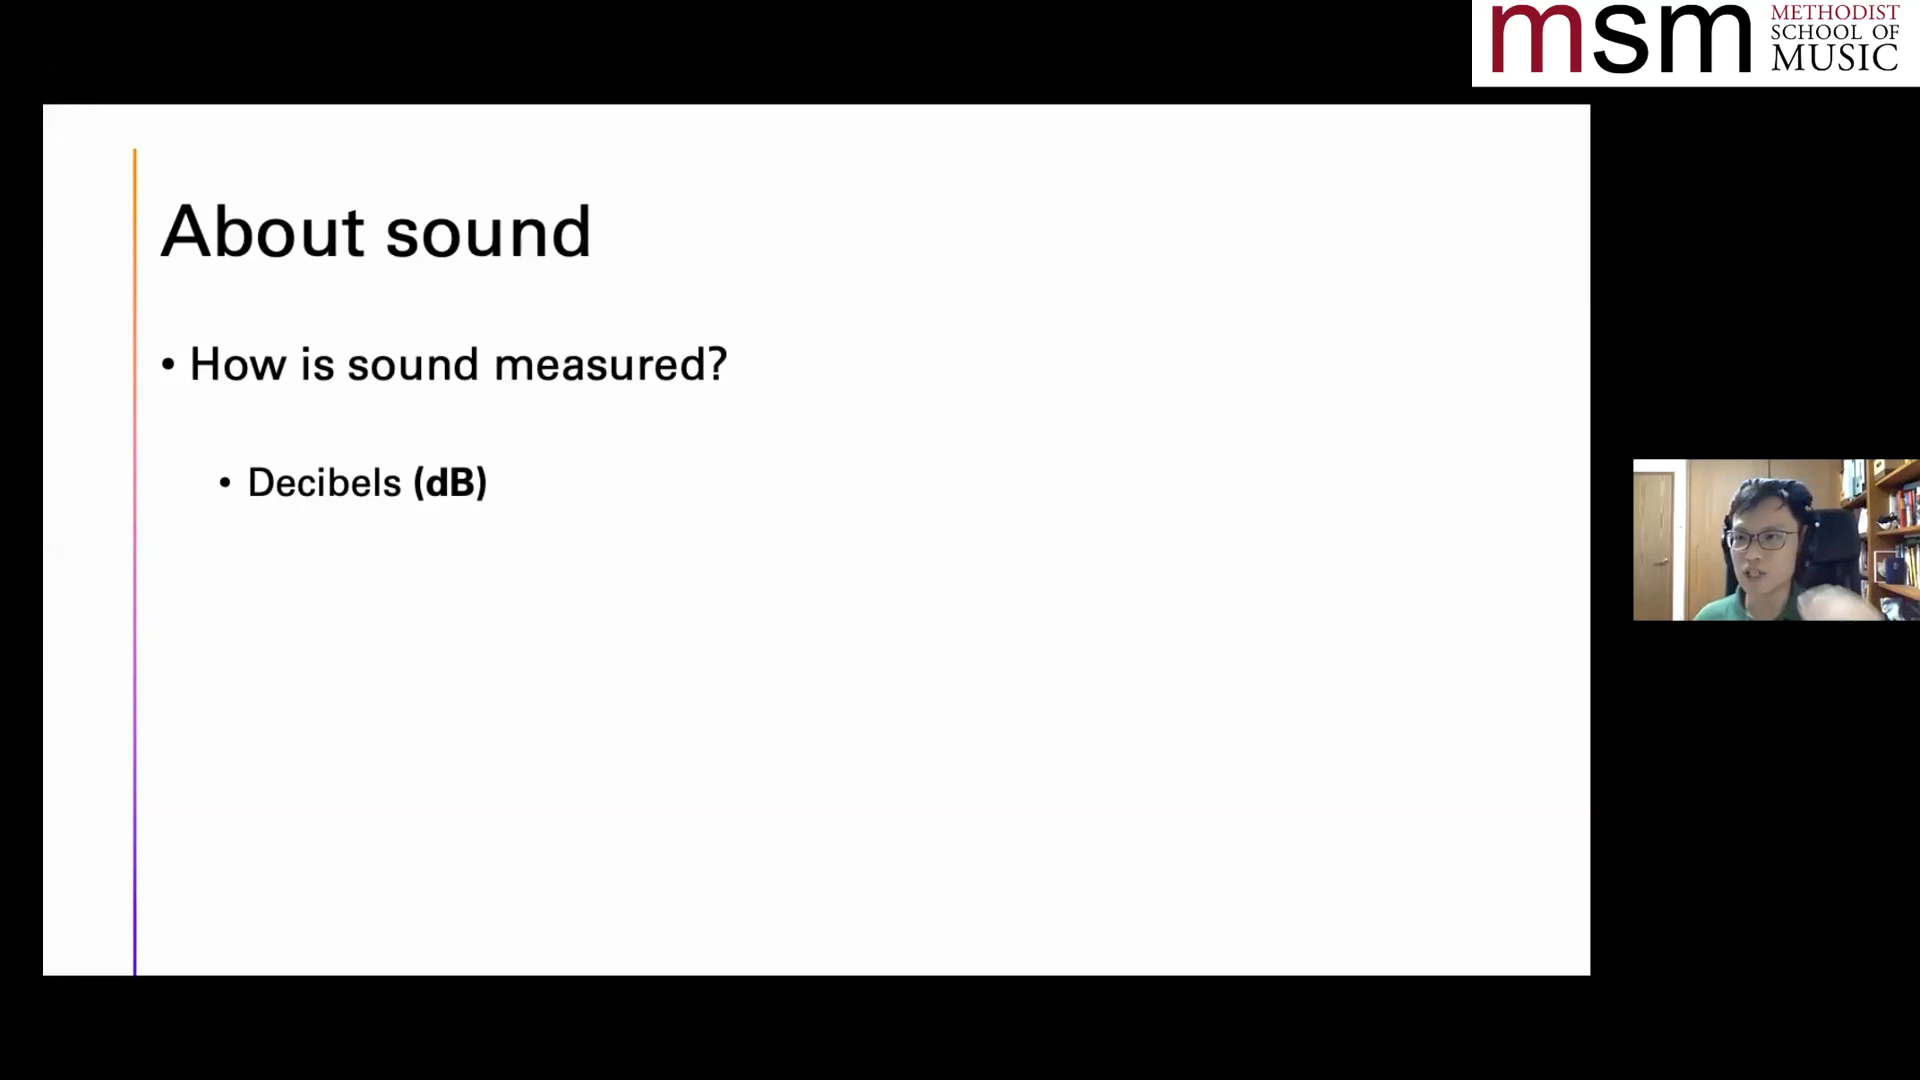 msm METHODIST
SCHOOL OF
MUSIC
About sound
• How is sound measured?
• Decibels (dB)